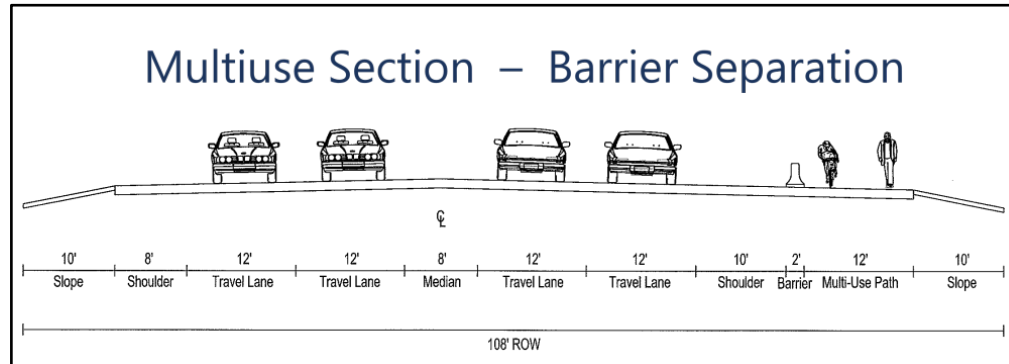 Multiuse Section – Barrier Separation
℄
10' 8' 12' 12' 8' 12' 12' 10' 2' 12' 10'
Slope Shoulder Travel Lane Travel Lane Median Travel Lane Travel Lane Shoulder Barrier Multi-Use Path Slope
108' ROW